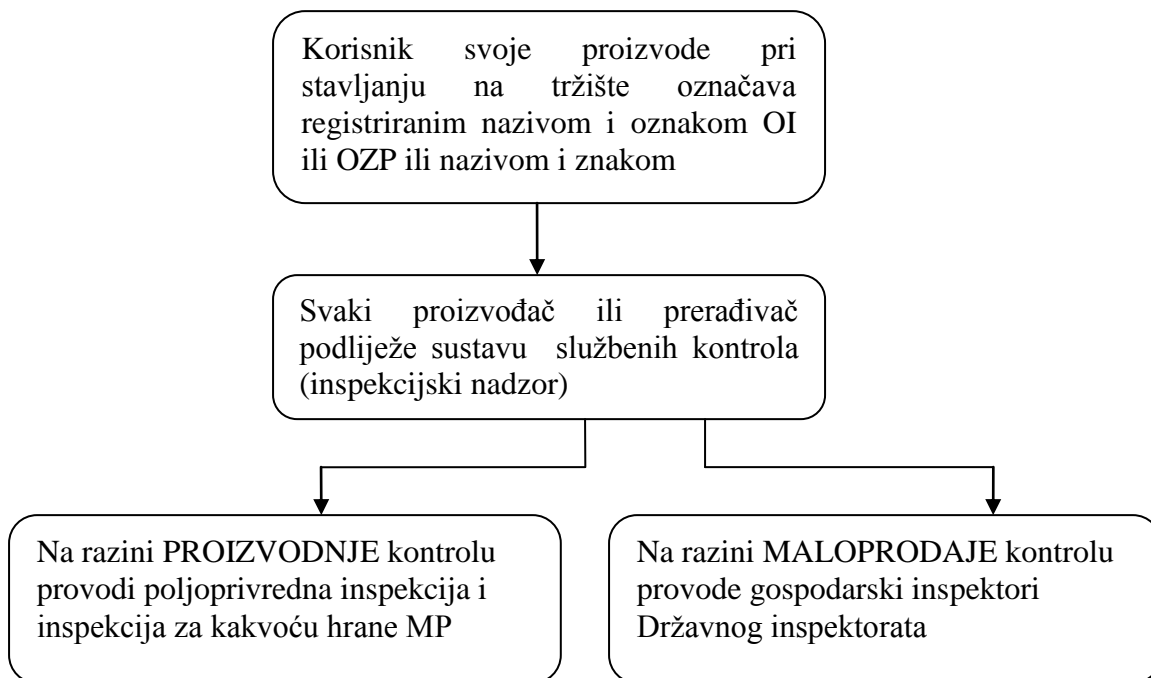 Korisnik svoje proizvode pri
stavljanju na tržište označava
registriranim nazivom i oznakom OI
ili OZP ili nazivom i znakom
Svaki proizvođač ili prerađivač
podliježe sustavu službenih kontrola
(inspekcijski nadzor)
Na razini PROIZVODNJE kontrolu
provodi poljoprivredna inspekcija i
inspekcija za kakvoću hrane MP
Na razini MALOPRODAJE kontrolu
provode gospodarski inspektori
Državnog inspektorata